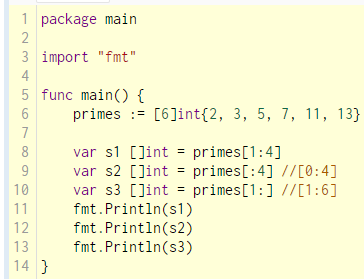 1 package main
2
3 import "fmt"
4
5 func main() {
6     primes := [6]int{2, 3, 5, 7, 11, 13}
7
8     var s1 []int = primes[1:4]
9     var s2 []int = primes[:4] //[0:4]
10     var s3 []int = primes[1:] //[1:6]
11     fmt.Println(s1)
12     fmt.Println(s2)
13     fmt.Println(s3)
14 }